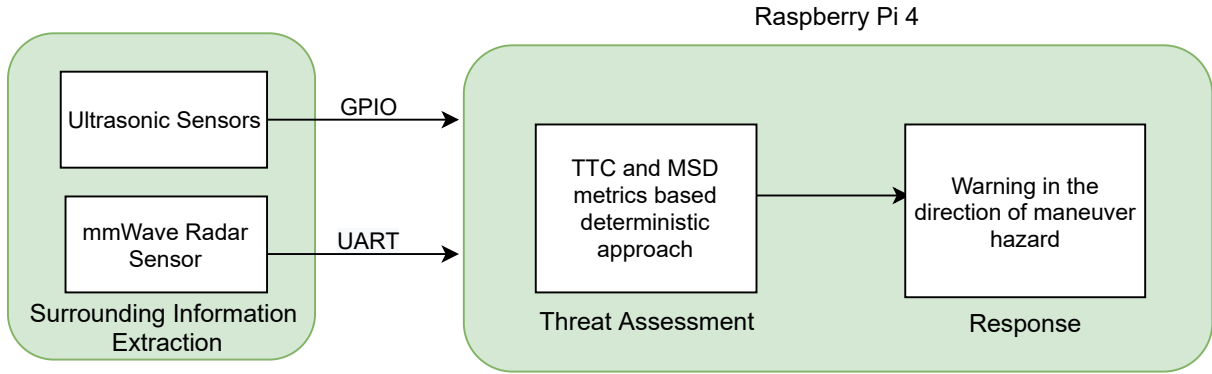 Raspberry Pi 4
Ultrasonic Sensors
GPIO
mmWave Radar
Sensor
UART
Surrounding Information
Extraction
TTC and MSD
metrics based
deterministic
approach
Threat Assessment
Warning in the
direction of maneuver
hazard
Response